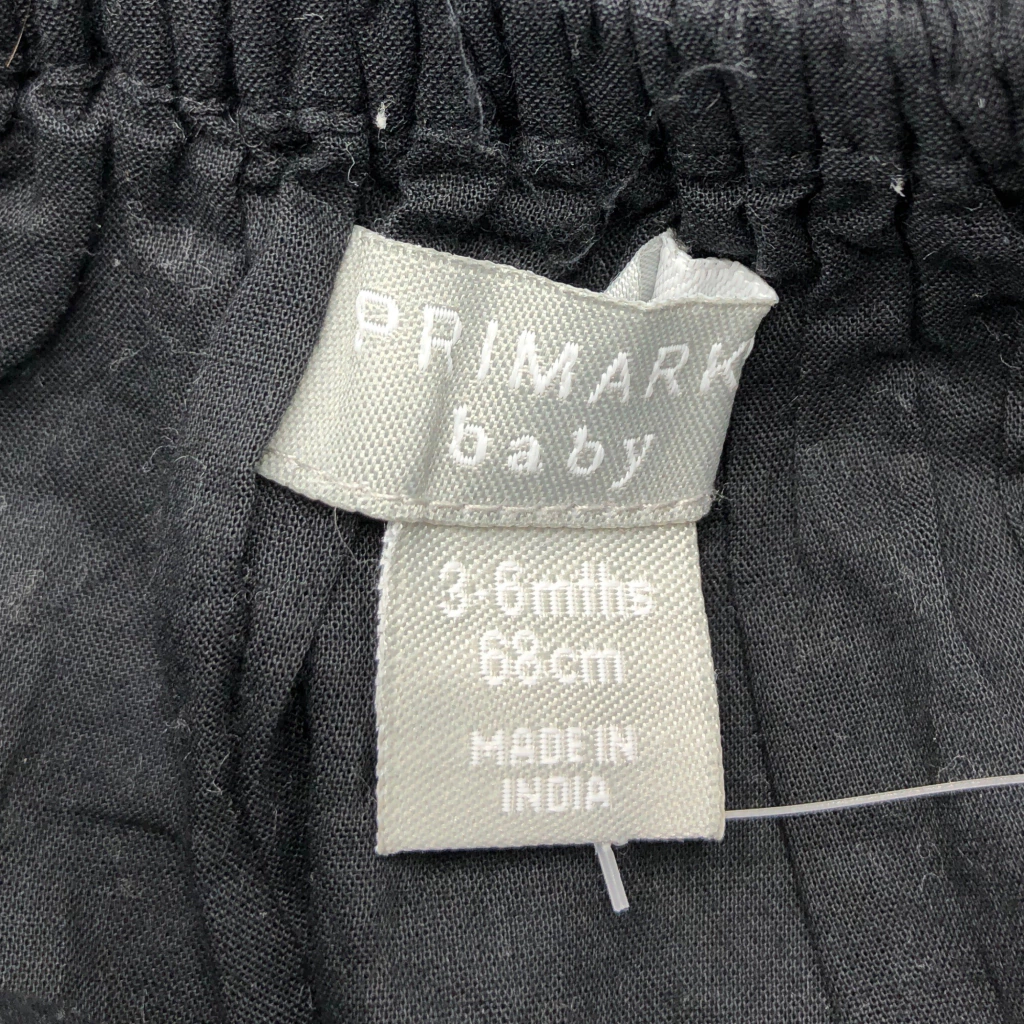 PRIMARK
baby
3-6mths
68cm
MADE IN
INDIA